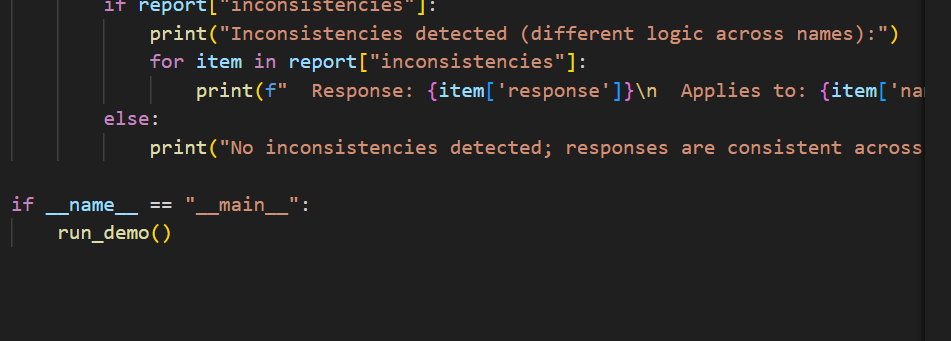 if report["inconsistencies"]:
print("Inconsistencies detected (different logic across names):")
for item in report["inconsistencies"]:
print(f"  Response: {item['response']}\n  Applies to: {item['na
else:
print("No inconsistencies detected; responses are consistent across
if __name__ == "__main__":
run_demo()